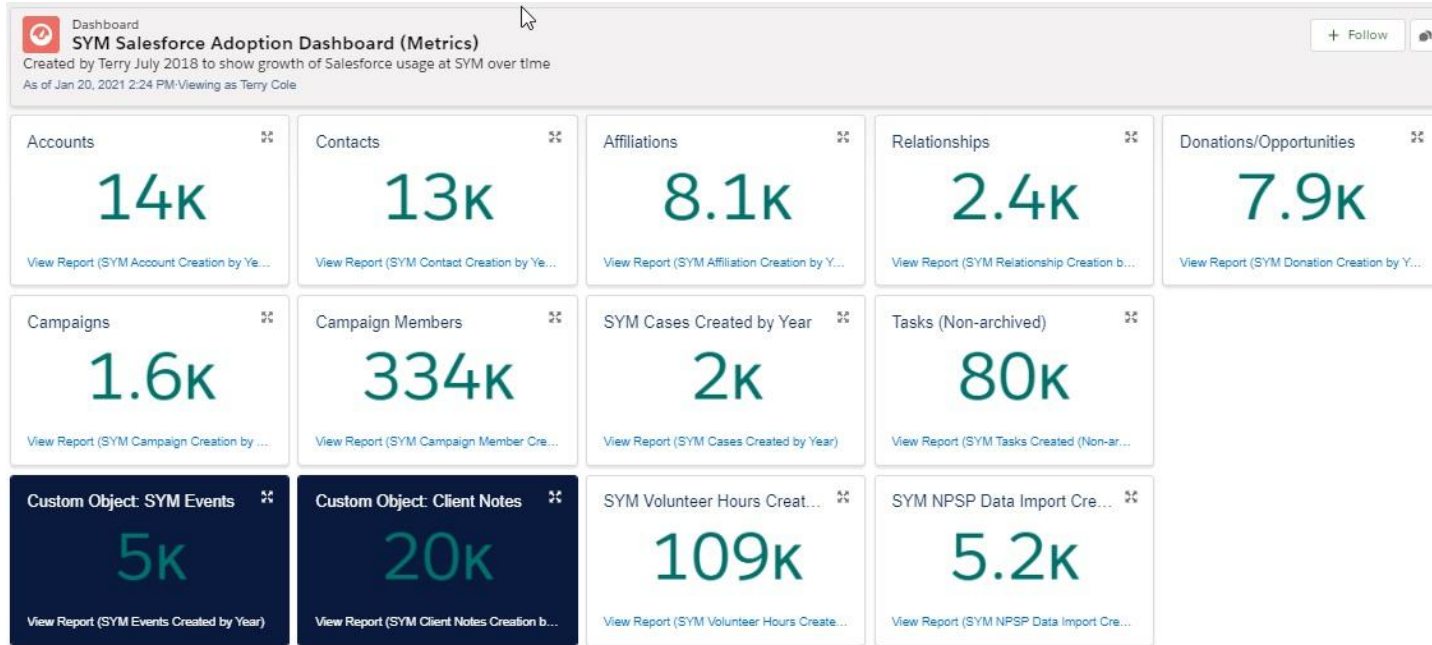 Dashboard
SYM Salesforce Adoption Dashboard (Metrics)
Created by Terry July 2018 to show growth of Salesforce usage at SYM over time
As of Jan 20, 2021 2:24 PM·Viewing as Terry Cole
+ Follow
Accounts
14K
View Report (SYM Account Creation by Ye...
Contacts
13K
View Report (SYM Contact Creation by Ye...
Affiliations
8.1K
View Report (SYM Affiliation Creation by Y...
Relationships
2.4K
View Report (SYM Relationship Creation b...
Donations/Opportunities
7.9K
View Report (SYM Donation Creation by Y...
Campaigns
1.6K
View Report (SYM Campaign Creation by ...
Campaign Members
334K
View Report (SYM Campaign Member Cre...
SYM Cases Created by Year
2K
View Report (SYM Cases Created by Year)
Tasks (Non-archived)
80K
View Report (SYM Tasks Created (Non-ar...
Custom Object: SYM Events
5K
View Report (SYM Events Created by Year)
Custom Object: Client Notes
20K
View Report (SYM Client Notes Creation b...
SYM Volunteer Hours Creat...
109K
View Report (SYM Volunteer Hours Create...
SYM NPSP Data Import Cre...
5.2K
View Report (SYM NPSP Data Import Cre...